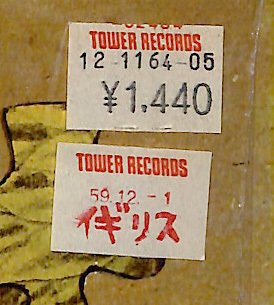 TOWER RECORDS
12 1164-05
¥1,440
TOWER RECORDS
59.12.-1
イギリス